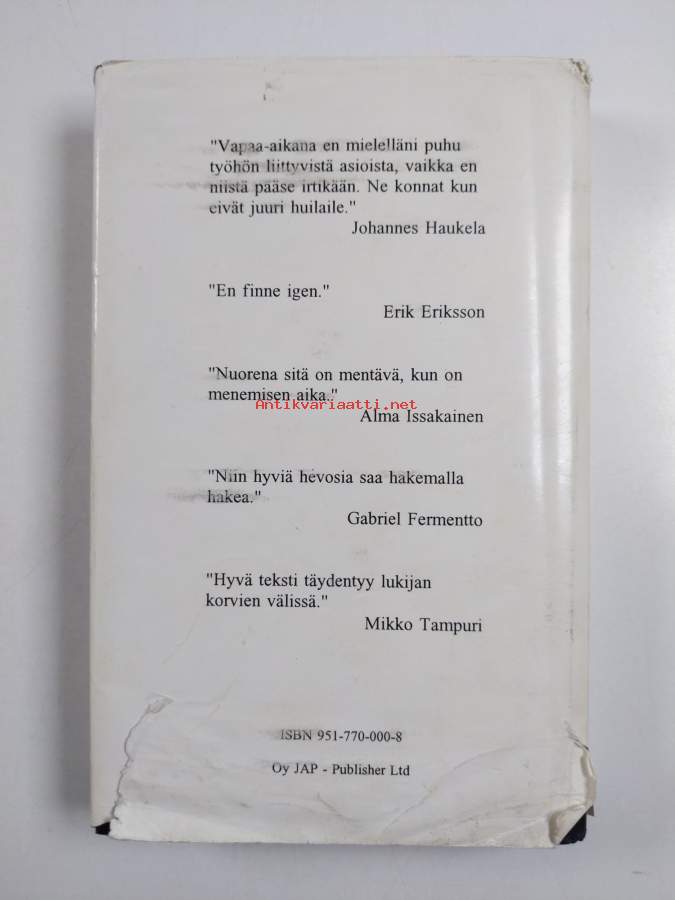 "Vapaa-aikana en mielelläni puhu
työhön liittyvistä asioista, vaikka en
niistä pääse irtikään. Ne konnat kun
eivät juuri huilaile."
Johannes Haukela
"En finne igen."
Erik Eriksson
"Nuorena sitä on mentävä, kun on
menemisen aika."
Antikvariaatti.net
Alma Issakainen
"Niin hyviä hevosia saa hakemalla
hakea."
Gabriel Fermentto
"Hyvä teksti täydentyy lukijan
korvien välissä."
Mikko Tampuri
ISBN 951-770-000-8
Oy JAP - Publisher Ltd